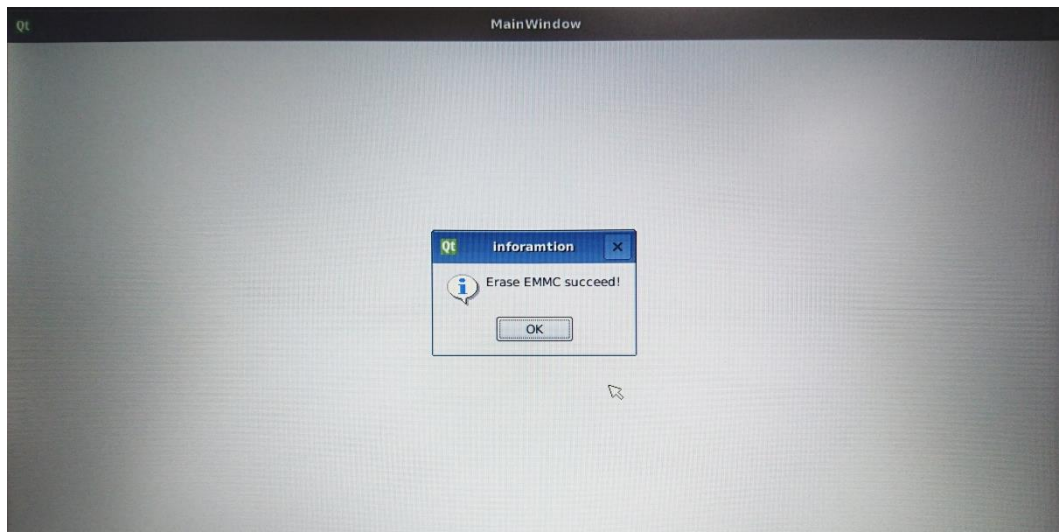 Qt
MainWindow
Qt
inforamtion
Erase EMMC succeed!
OK